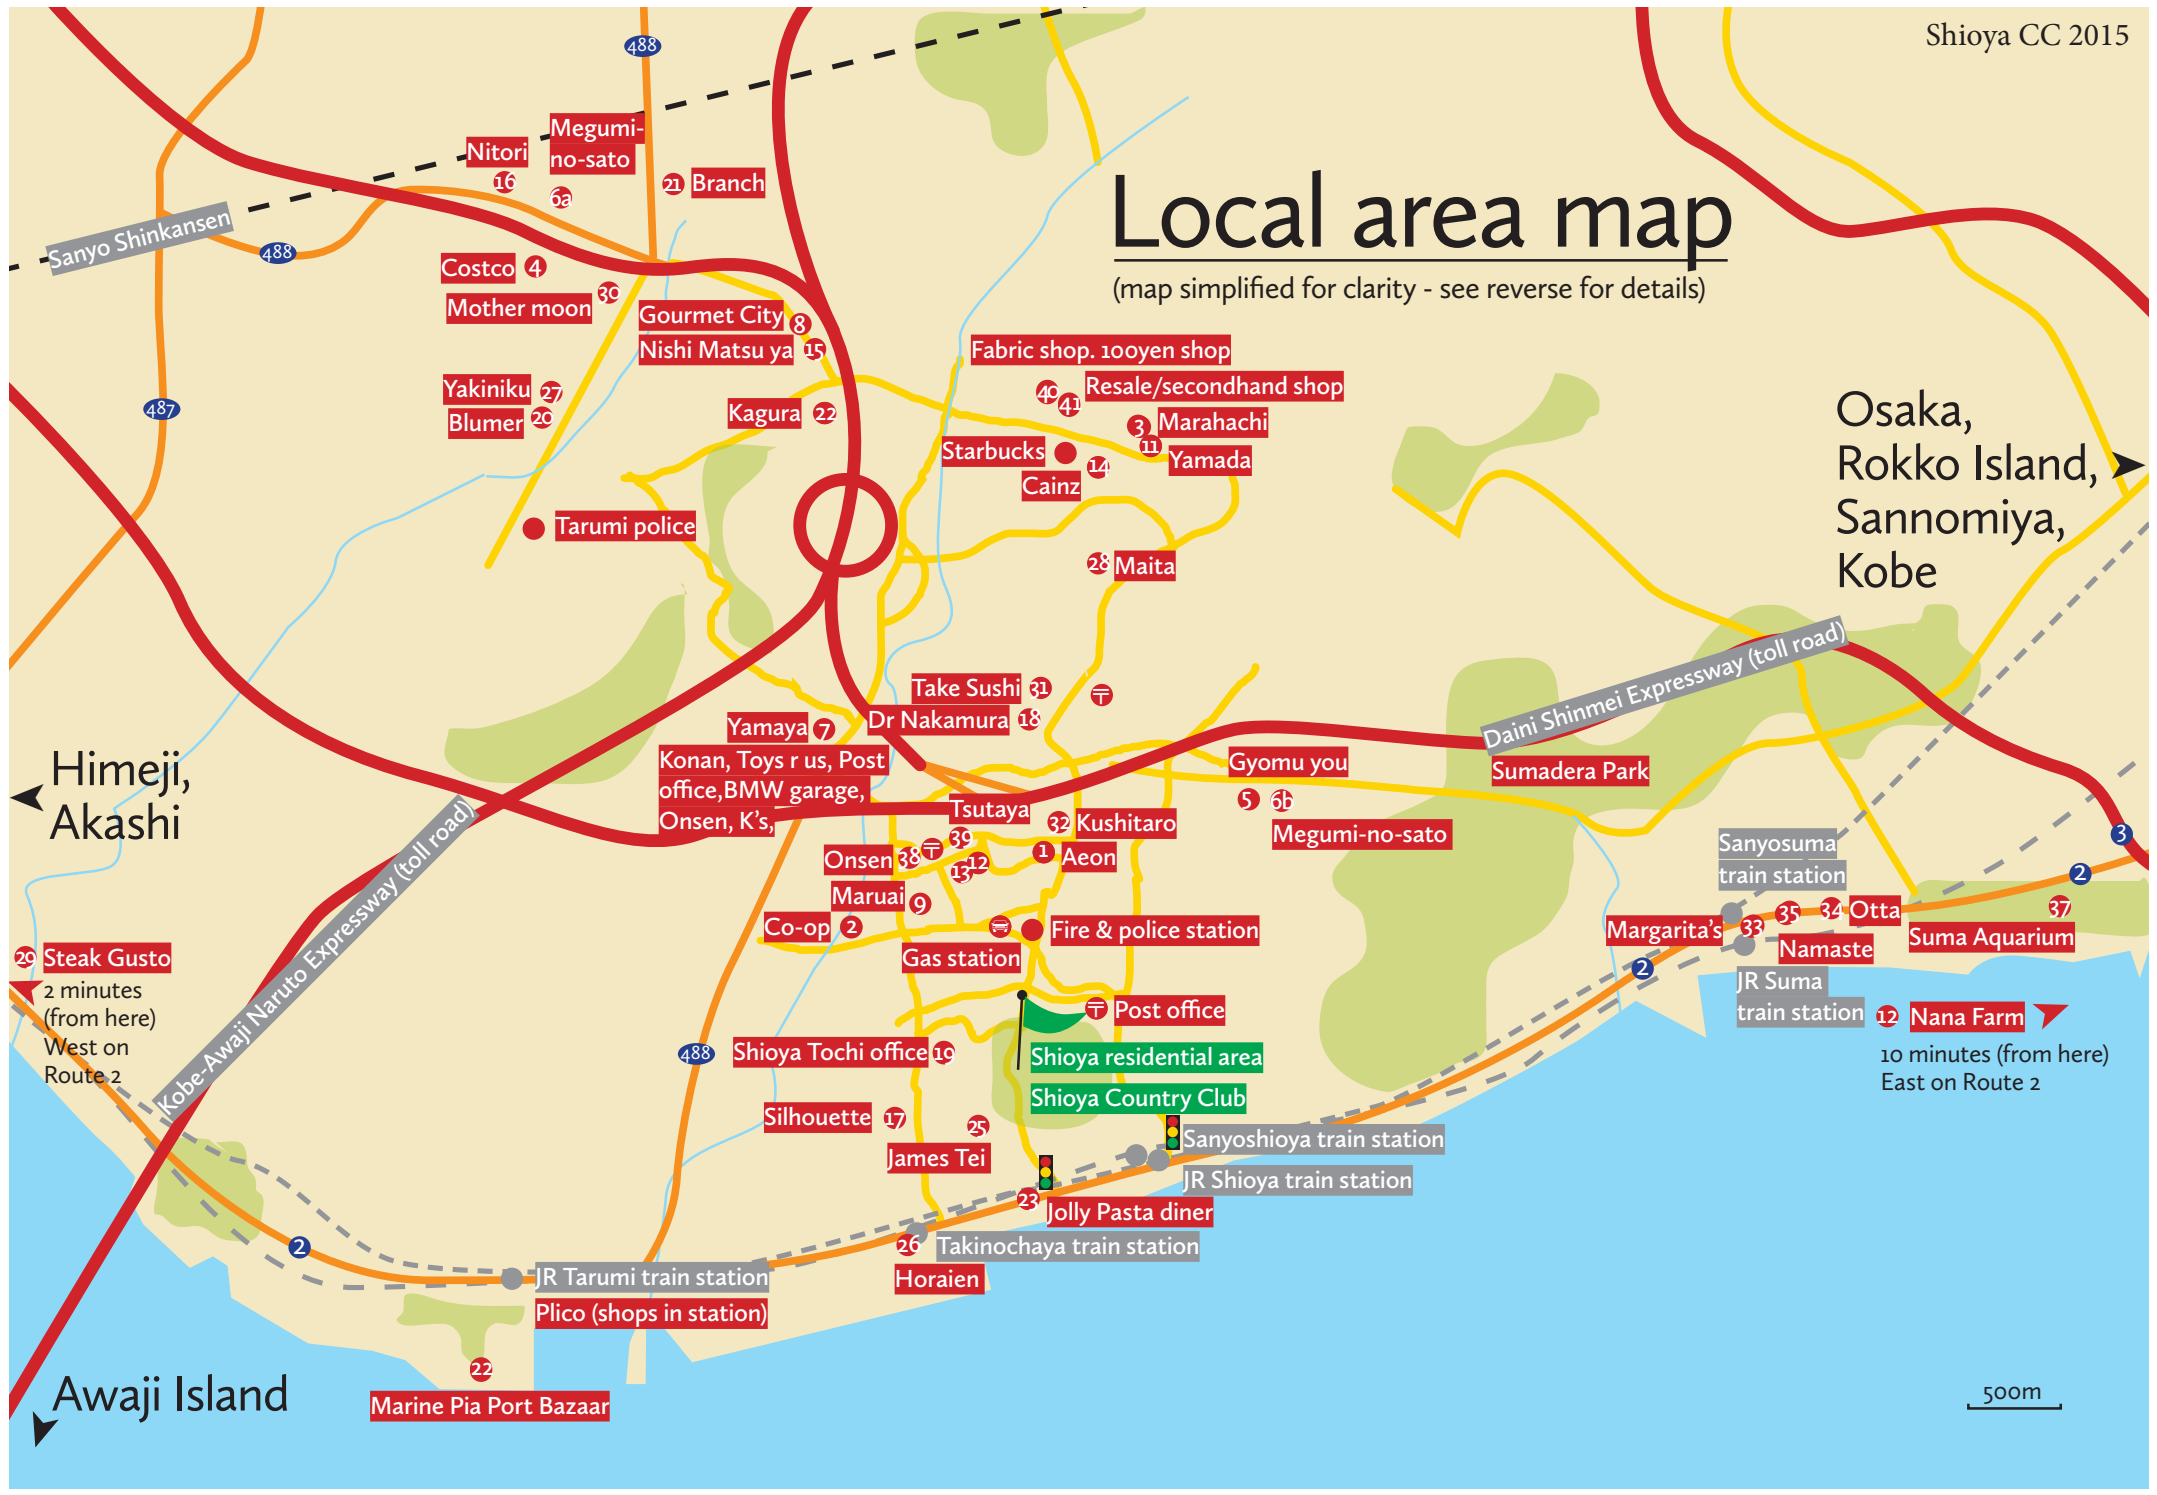 Shioya CC 2015
488
Megumi-
no-sato
Nitori
16
6a
21 Branch
Local area map
(map simplified for clarity - see reverse for details)
Sanyo Shinkansen
488
Costco 4
Mother moon 30
Gourmet City 8
Nishi Matsu ya 15
Fabric shop. 100yen shop
40
41
Resale/secondhand shop
Yakiniku 27
Blumer 20
487
Kagura 22
3 Marahachi
11
Yamada
Starbucks
14
Cainz
Osaka,
Rokko Island,
Sannomiya,
Kobe
Tarumi police
28 Maita
Daini Shinmei Expressway (toll road)
Take Sushi 31
〒
Dr Nakamura 18
Yamaya 7
Konan, Toys r us, Post
office,BMW garage,
Onsen, K's,
Gyomu you
5
6b
Megumi-no-sato
Sumadera Park
Himeji,
Akashi
Tsutaya
39
32 Kushitaro
Onsen 38
〒
13
12
1 Aeon
Maruai 9
Co-op 2
Fire & police station
Gas station
3
Sanyosuma
train station
2
Margarita's 33
35
34 Otta
37
Namaste
Suma Aquarium
2
JR Suma
train station
12 Nana Farm
10 minutes (from here)
East on Route 2
29 Steak Gusto
2 minutes
(from here)
West on
Route 2
Kobe-Awaji Naruto Expressway (toll road)
〒 Post office
488
Shioya Tochi office 19
Shioya residential area
Shioya Country Club
Silhouette 17
25
James Tei
Sanyoshioya train station
JR Shioya train station
23
Jolly Pasta diner
26
Takinochaya train station
Horaien
2
JR Tarumi train station
Plico (shops in station)
22
Marine Pia Port Bazaar
Awaji Island
500m